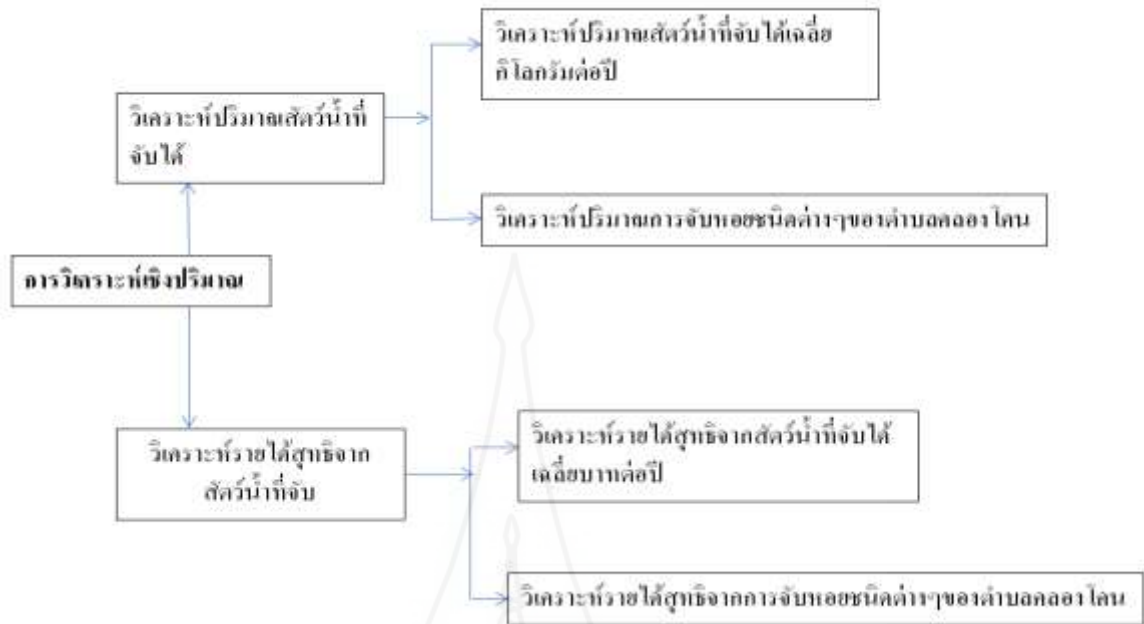 วิเคราะห์ปริมาณสัตว์น้ำที่จับได้เฉลี่ย
กิโลกรัมต่อปี
วิเคราะห์ปริมาณสัตว์น้ำที่
จับได้
วิเคราะห์ปริมาณการจับหอยชนิดต่างๆของตำบลคลองโคน
การวิเคราะห์เชิงปริมาณ
วิเคราะห์รายได้สุทธิจากสัตว์น้ำที่จับได้
เฉลี่ยบาทต่อปี
วิเคราะห์รายได้สุทธิจาก
สัตว์น้ำที่จับ
วิเคราะห์รายได้สุทธิจากการจับหอยชนิดต่างๆของตำบลคลองโคน